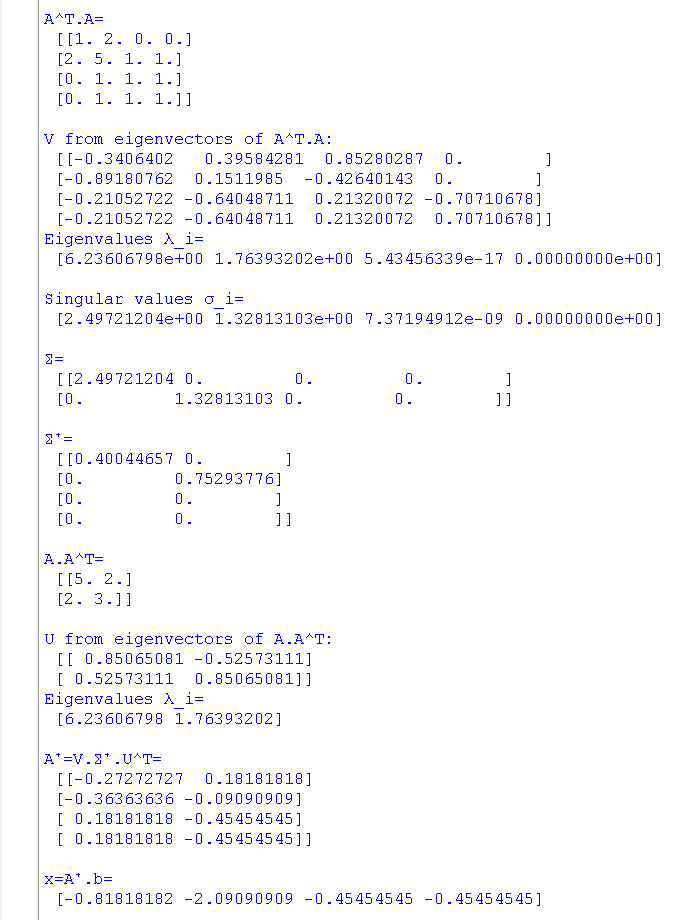 A^T.A=
[[1. 2. 0. 0.]
[2. 5. 1. 1.]
[0. 1. 1. 1.]
[0. 1. 1. 1.]]
V from eigenvectors of A^T.A:
[[-0.3406402   0.39584281  0.85280287  0.        ]
[-0.89180762  0.1511985  -0.42640143  0.        ]
[-0.21052722 -0.64048711  0.21320072 -0.70710678]
[-0.21052722 -0.64048711  0.21320072  0.70710678]]
Eigenvalues λ_i=
[6.23606798e+00 1.76393202e+00 5.43456339e-17 0.00000000e+00]
Singular values σ_i=
[2.49721204e+00 1.32813103e+00 7.37194912e-09 0.00000000e+00]
Σ=
[[2.49721204 0.         0.         0.        ]
[0.         1.32813103 0.         0.        ]]
Σ⁺=
[[0.40044657 0.        ]
[0.         0.75293776]
[0.         0.        ]
[0.         0.        ]]
A.A^T=
[[5. 2.]
[2. 3.]]
U from eigenvectors of A.A^T:
[[ 0.85065081 -0.52573111]
[ 0.52573111  0.85065081]]
Eigenvalues λ_i=
[6.23606798 1.76393202]
A⁺=V.Σ⁺.U^T=
[[-0.27272727  0.18181818]
[-0.36363636 -0.09090909]
[ 0.18181818 -0.45454545]
[ 0.18181818 -0.45454545]]
x=A⁺.b=
[-0.81818182 -2.09090909 -0.45454545 -0.45454545]